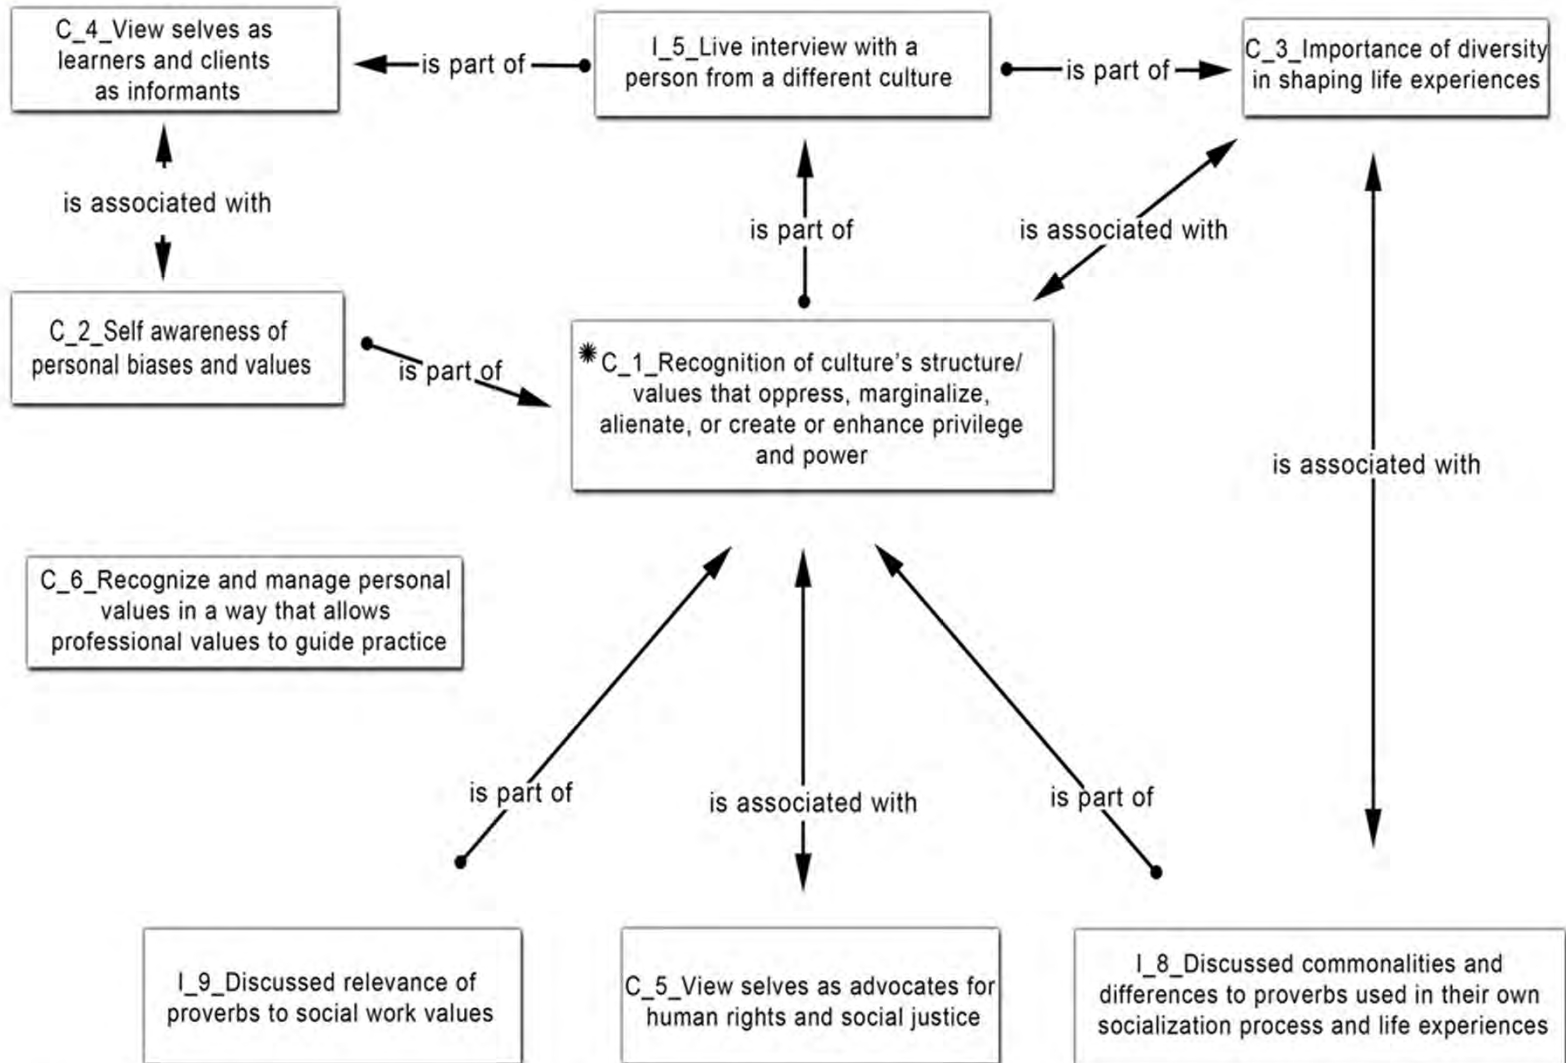 C_4_View selves as
learners and clients
as informants
is part of
I_5_Live interview with a
person from a different culture
is part of
C_3_Importance of diversity
in shaping life experiences
is associated with
is part of
is associated with
C_2_Self awareness of
personal biases and values
is part of
* C_1_Recognition of culture's structure/
values that oppress, marginalize,
alienate, or create or enhance privilege
and power
is associated with
C_6_Recognize and manage personal
values in a way that allows
professional values to guide practice
is part of
is associated with
is part of
I_9_Discussed relevance of
proverbs to social work values
C_5_View selves as advocates for
human rights and social justice
I_8_Discussed commonalities and
differences to proverbs used in their own
socialization process and life experiences